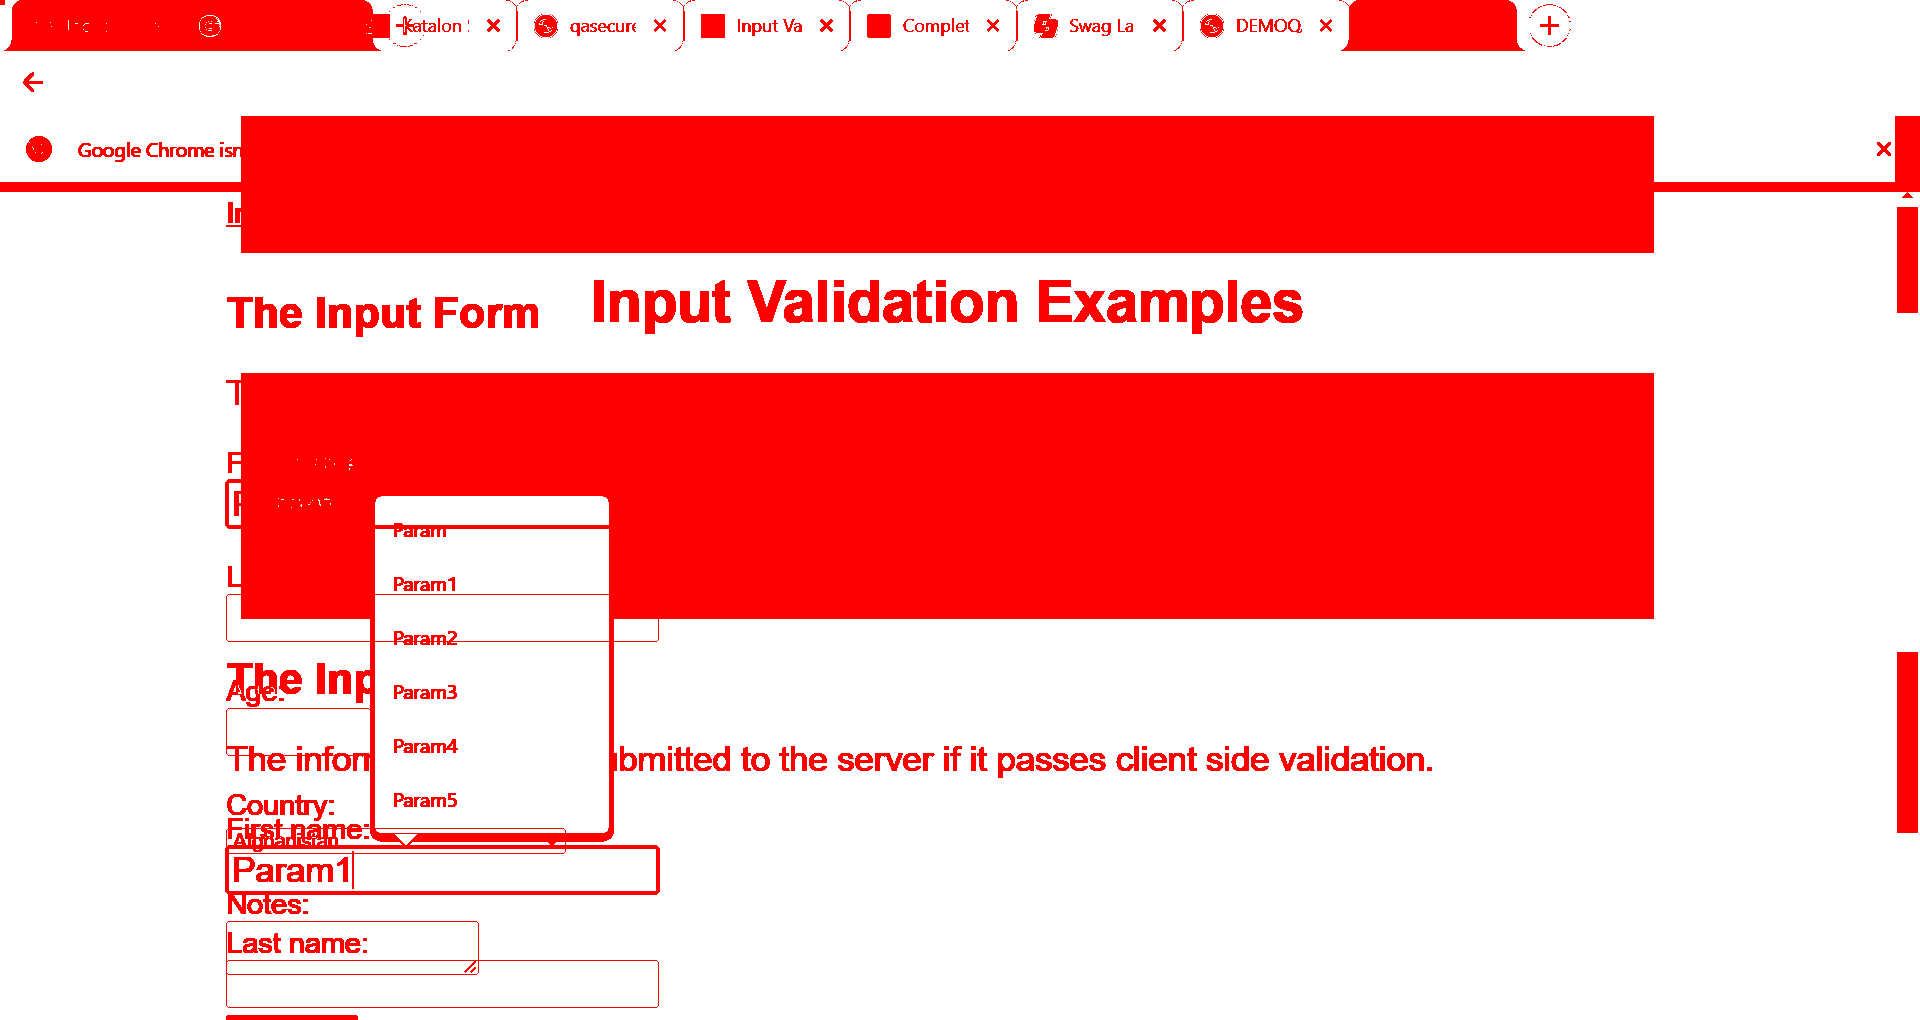 Katalon qasecure Input Va Complet Swag La DEMOQ
Google Chrome isn
In
The Input Form
Input Validation Examples
T
F
L
Param
Param1
Param2
Param3
Param4
Param5
The Inp
Age:
The infor ubmitted to the server if it passes client side validation.
Country:
First name:
Afghanistan
Param1
Notes:
Last name: